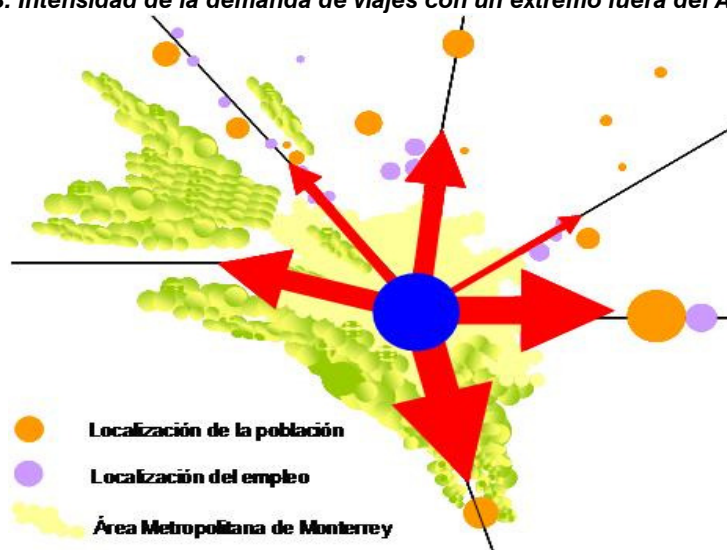 . Intensidad de la demanda de viajes con un extremo fuera del
Localización de la población
Localización del empleo
Área Metropolitana de Monterrey